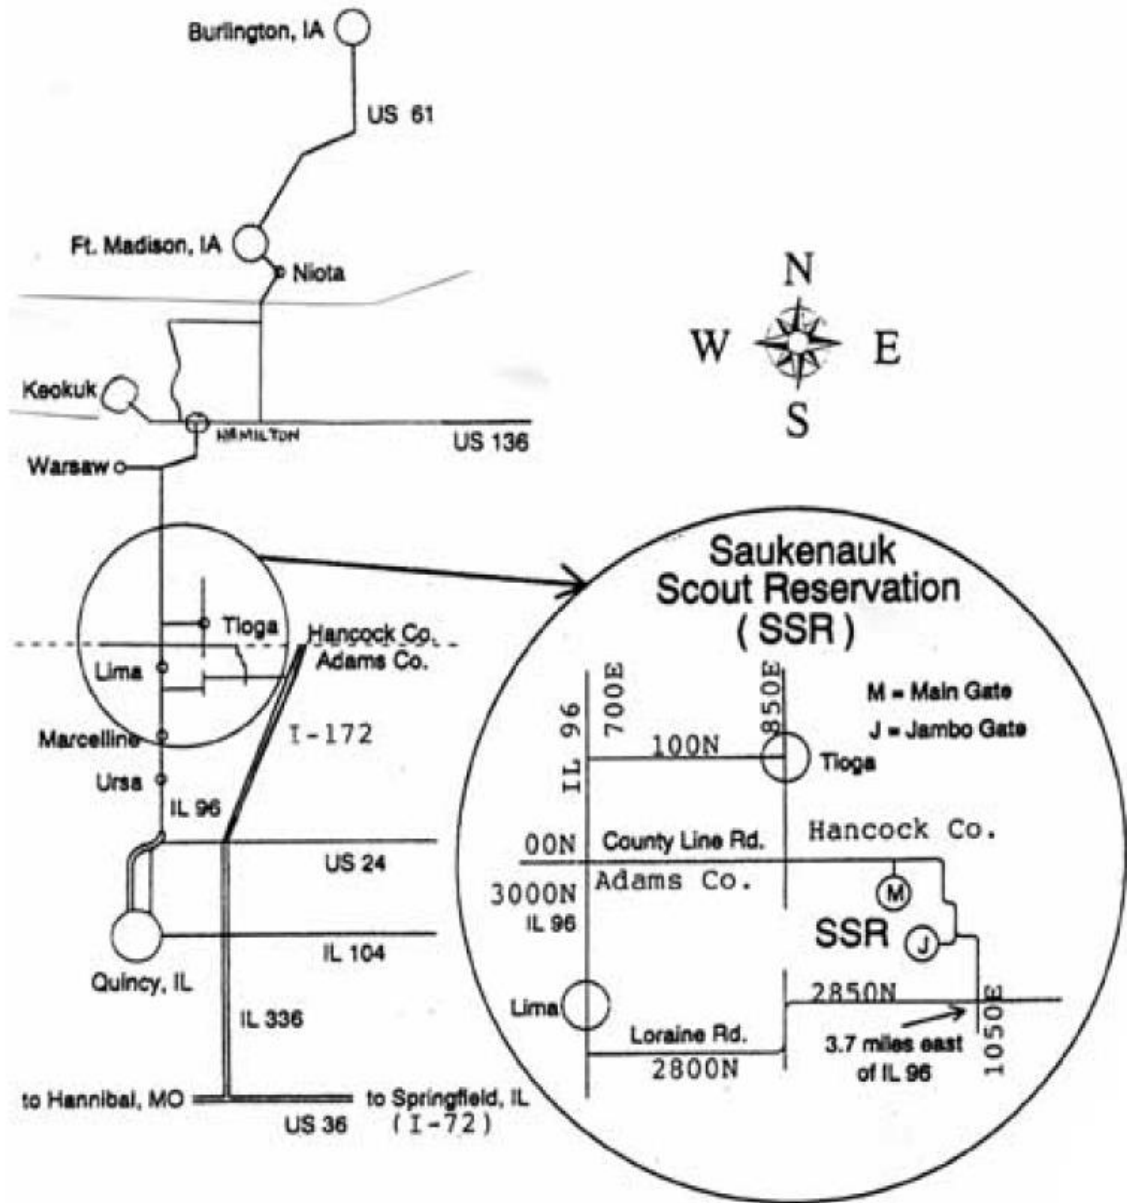 Burlington, IA
US 61
Ft. Madison, IA
Niota
N
W
E
S
Keokuk
HAMILTON
US 136
Warsaw
Saukenauk
Scout Reservation
( SSR )
Tioga
Hancock Co.
Adams Co.
Lima
Marcelline
I-172
Ursa
IL 96
US 24
IL 104
Quincy, IL
IL 336
to Hannibal, MO
to Springfield, IL
US 36
( I-72 )
IL 96
700E
850E
M = Main Gate
J = Jambo Gate
100N
Tioga
00N
County Line Rd.
Hancock Co.
3000N
Adams Co.
IL 96
M
SSR
J
Lima
2850N
Loraine Rd.
2800N
3.7 miles east
of IL 96
1050E